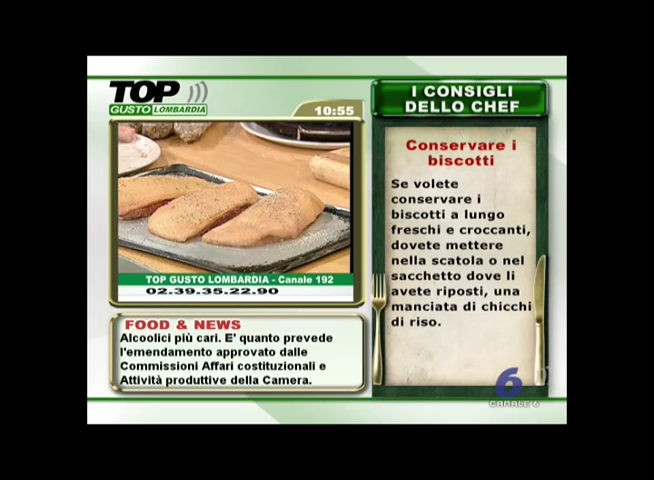 TOP
GUSTO LOMBARDIA
10:55
TOP GUSTO LOMBARDIA - Canale 192
02.39.35.22.90
FOOD & NEWS
Alcoolici più cari. E' quanto prevede
l'emendamento approvato dalle
Commissioni Affari costituzionali e
Attività produttive della Camera.
I CONSIGLI
DELLO CHEF
Conservare i
biscotti
Se volete
conservare i
biscotti a lungo
freschi e croccanti,
dovete mettere
nella scatola o nel
sacchetto dove li
avete riposti, una
manciata di chicchi
di riso.
6
CANALE 6